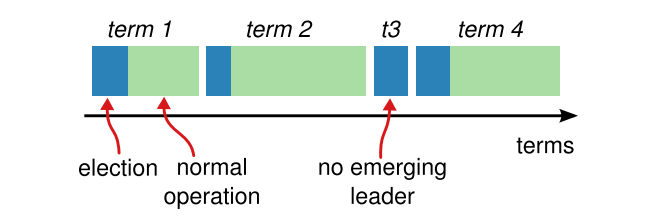 term 1
term 2
t3
term 4
terms
election
normal
operation
no emerging
leader